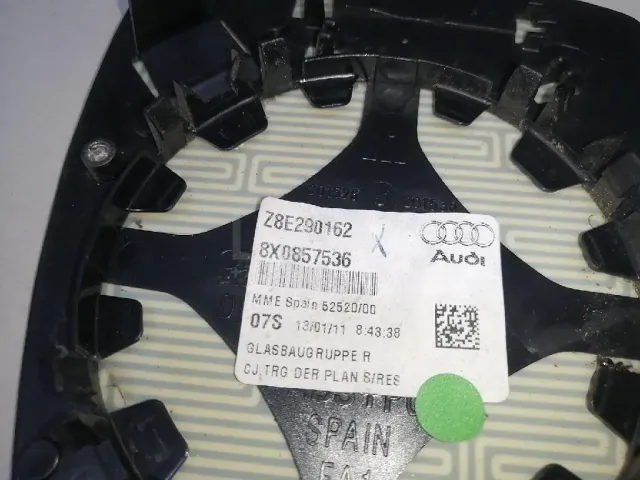 Z8E290162
X
Audi
8X0857536
MME Spain 52520/00
07S 13/01/11 8:43:38
GLASBAUGRUPPE R
CJ.TRG DER PLAN S/RES
SPAIN